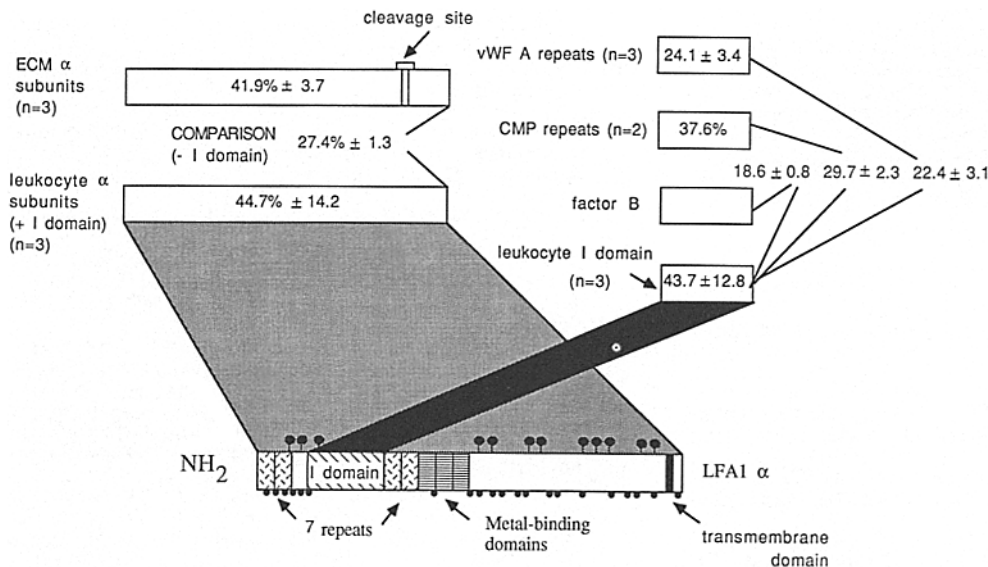 cleavage site
ECM α
subunits
(n=3)
41.9% ± 3.7
COMPARISON
(- I domain)
27.4% ± 1.3
leukocyte α
subunits
(+ I domain)
(n=3)
44.7% ± 14.2
vWF A repeats (n=3)
24.1 ± 3.4
CMP repeats (n=2)
37.6%
18.6 ± 0.8
29.7 ± 2.3
22.4 ± 3.1
factor B
leukocyte I domain
(n=3)
43.7 ± 12.8
NH2
I domain
LFA1 α
7 repeats
Metal-binding
domains
transmembrane
domain